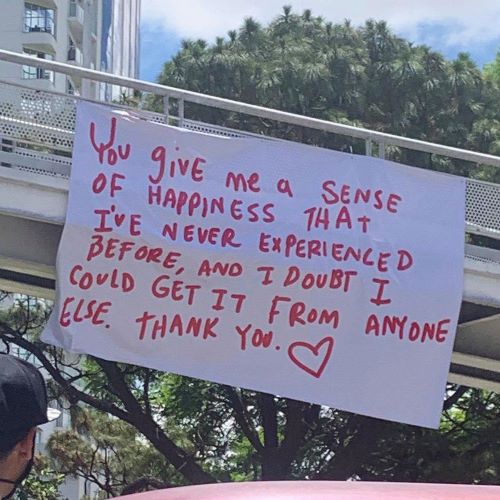 You giVE me a SENSE
OF HAPPINESS THAt
I'VE NEVER ExPERIENCED
BEFORE, AND I DOUBT I
COULD GET IT FROM ANYONE
ELSE. THANK YOU. ♡